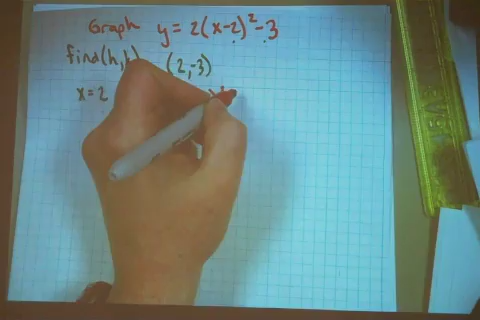 Graph y = 2(x-2)² - 3
find (h,k) (2,-3)
x = 2